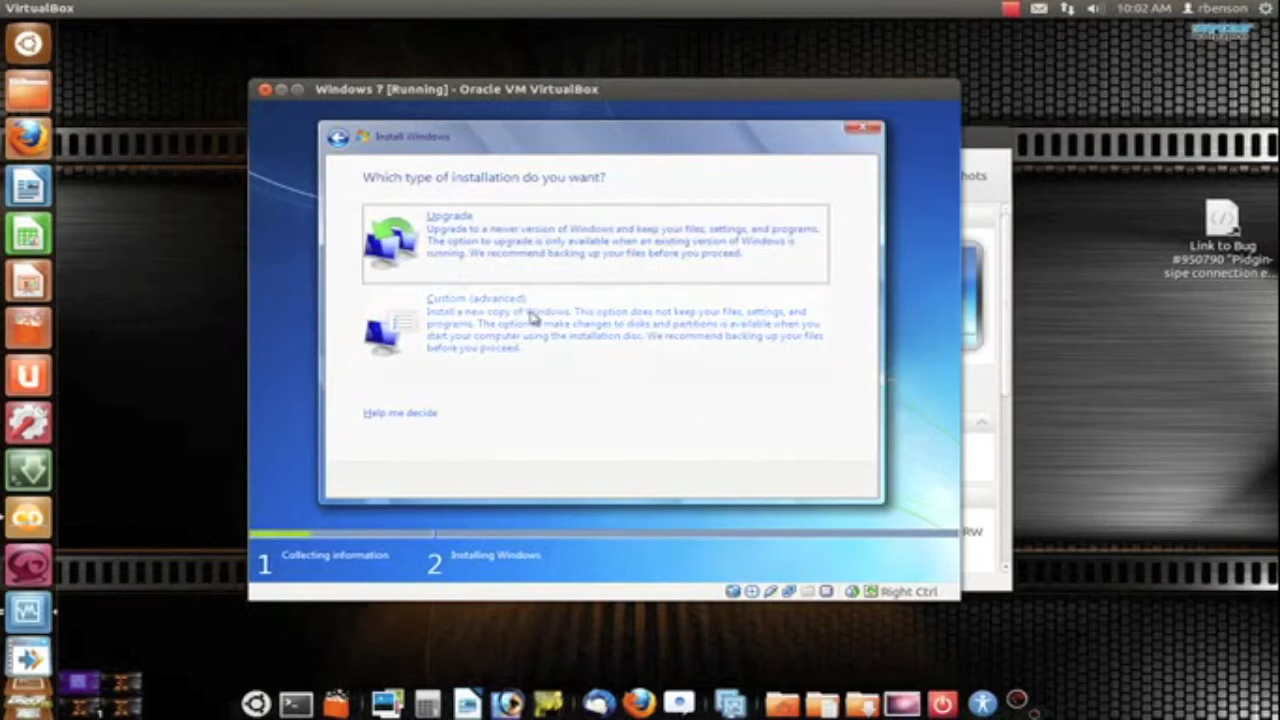 VirtualBox
10:02 AM
rbenson
Windows 7 [Running] - Oracle VM VirtualBox
Install Windows
Which type of installation do you want?
Upgrade
Upgrade to a newer version of Windows and keep your files, settings, and programs.
The option to upgrade is only available when an existing version of Windows is
running. We recommend backing up your files before you proceed.
Custom (advanced)
Install a new copy of Windows. This option does not keep your files, settings, and
programs. The option make changes to disks and partitions is available when you
start your computer using the installation disc. We recommend backing up your files
before you proceed.
Help me decide
1 Collecting information
2 Installing Windows
Right Ctrl
hots
RW
Link to Bug
#950790 "Pidgin-
sipe connection e...